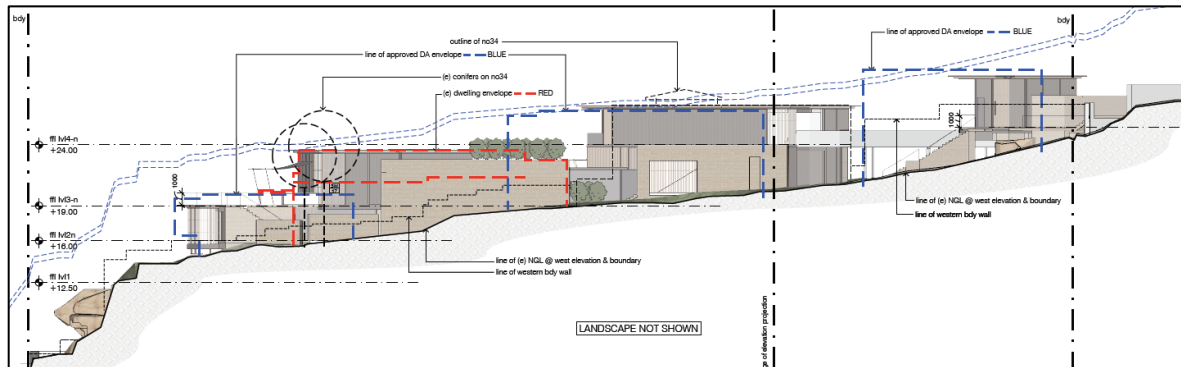 bdy
outline of no34
line of approved DA envelope BLUE
(e) conifers on no34
(e) dwelling envelope RED
line of approved DA envelope BLUE
bdy
ffl lvl4-n
+24.00
1000
ffl lvl3-n
+19.00
ffl lvl2n
+16.00
ffl lvl1
+12.50
1000
line of (e) NGL @ west elevation & boundary
line of western bdy wall
line of (e) NGL @ west elevation & boundary
line of western bdy wall
LANDSCAPE NOT SHOWN
of elevation projection